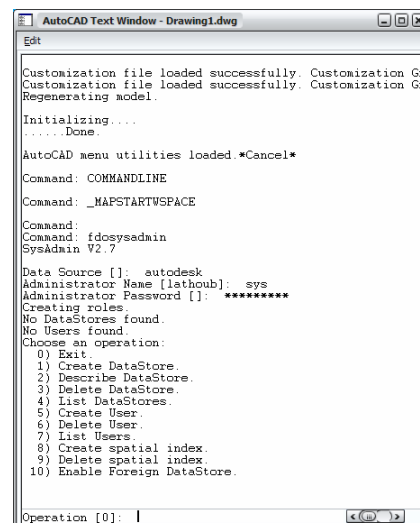 AutoCAD Text Window - Drawing1.dwg
Edit
Customization file loaded successfully. Customization G
Customization file loaded successfully. Customization G
Regenerating model.
Initializing....
......Done.
AutoCAD menu utilities loaded.*Cancel*
Command: COMMANDLINE
Command: _MAPSTARTWSPACE
Command:
Command: fdosysadmin
SysAdmin V2.7
Data Source []: autodesk
Administrator Name [lathoub]: sys
Administrator Password []: *********
Creating roles.
No DataStores found.
No Users found.
Choose an operation:
0) Exit.
1) Create DataStore.
2) Describe DataStore.
3) Delete DataStore.
4) List DataStores.
5) Create User.
6) Delete User.
7) List Users.
8) Create spatial index.
9) Delete spatial index.
10) Enable Foreign DataStore.
Operation [0]: